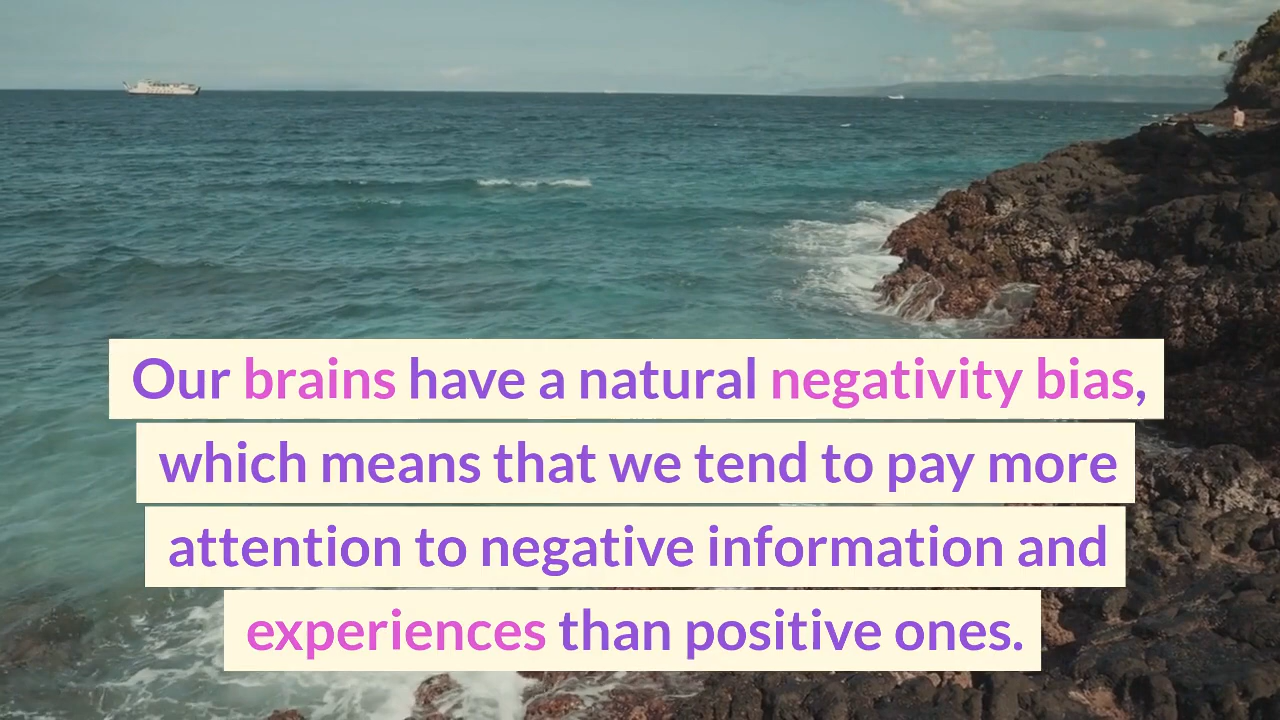 Our brains have a natural negativity bias,
which means that we tend to pay more
attention to negative information and
experiences than positive ones.